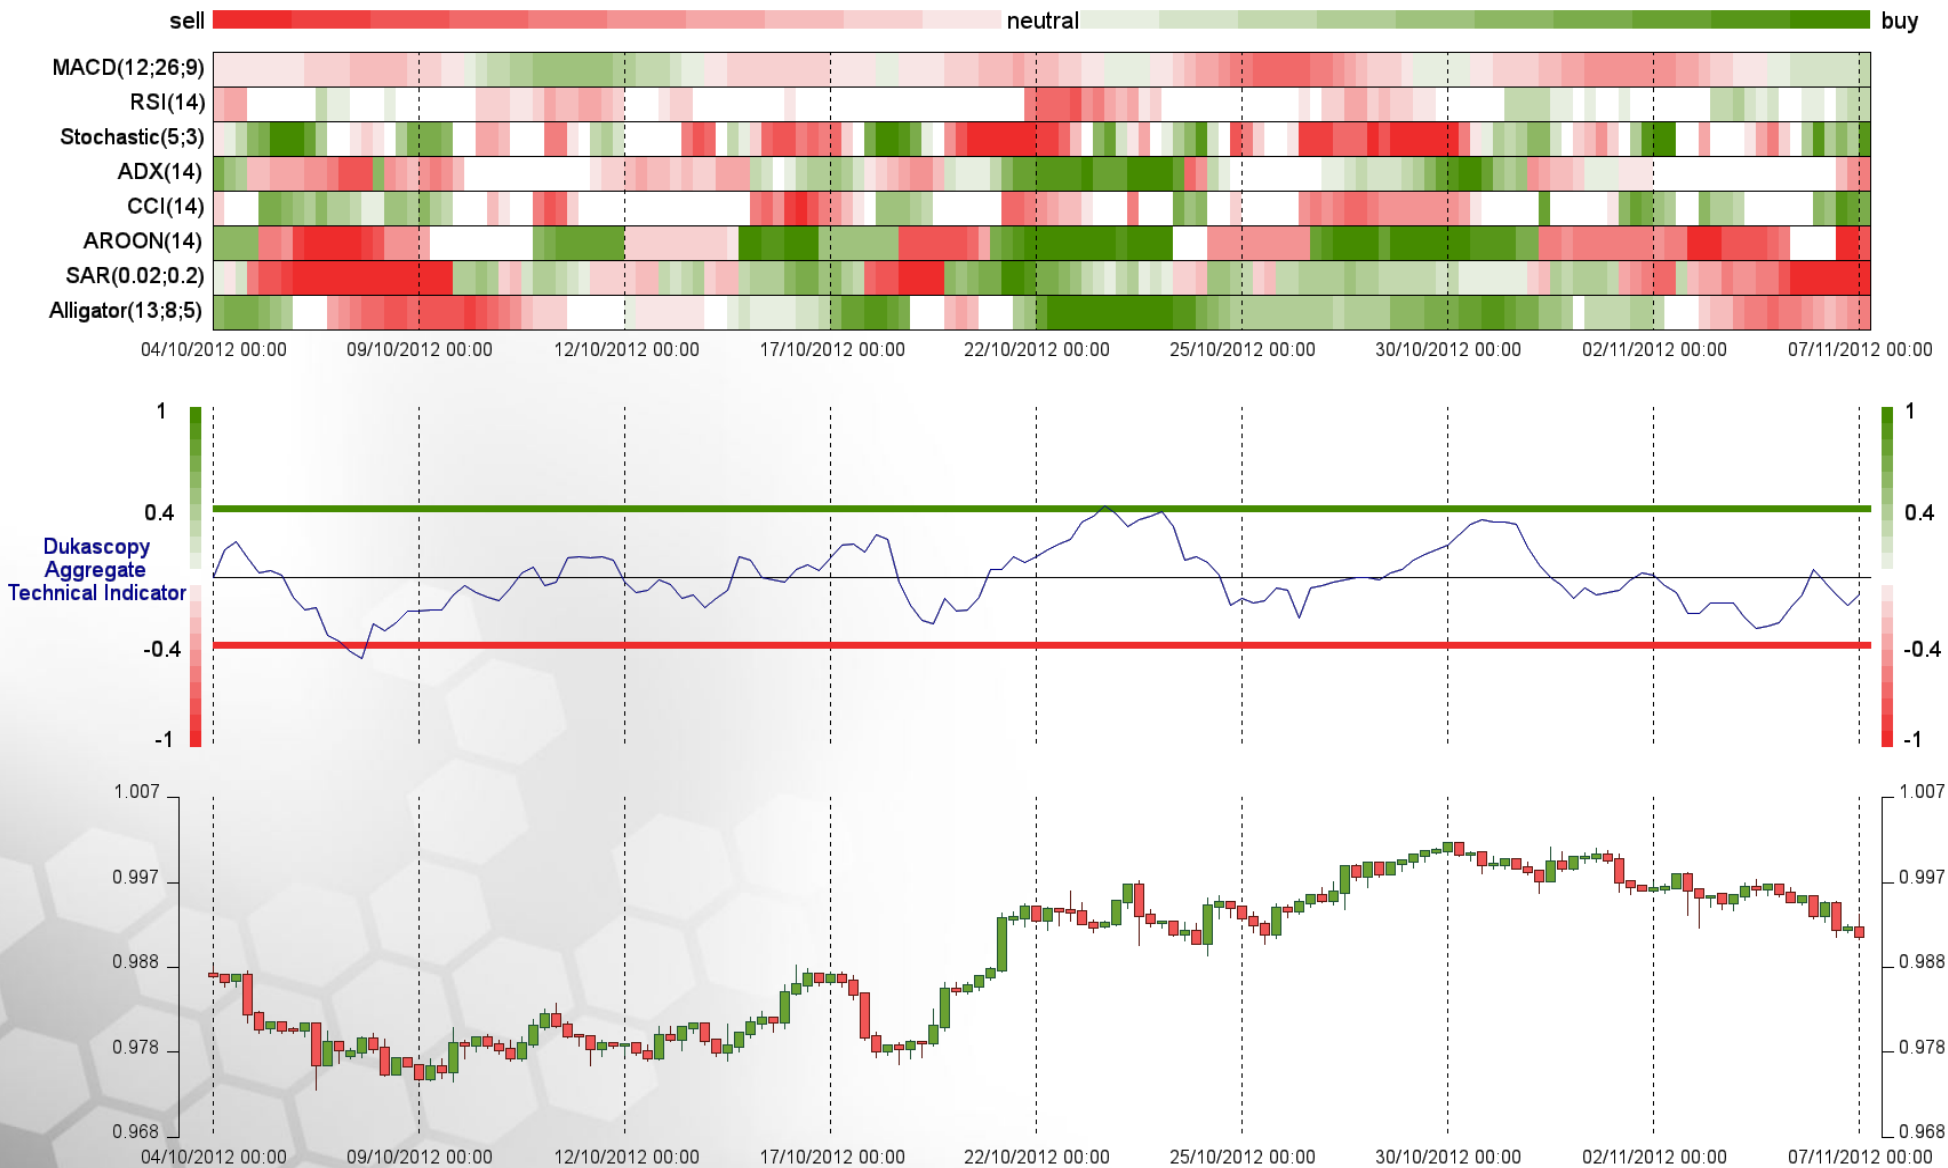 sell neutral buy
MACD(12;26;9)
RSI(14)
Stochastic(5;3)
ADX(14)
CCI(14)
AROON(14)
SAR(0.02;0.2)
Alligator(13;8;5)
04/10/2012 00:00 09/10/2012 00:00 12/10/2012 00:00 17/10/2012 00:00 22/10/2012 00:00 25/10/2012 00:00 30/10/2012 00:00 02/11/2012 00:00 07/11/2012 00:00
1 1
0.4 0.4
Dukascopy
Aggregate
Technical Indicator
-0.4 -0.4
-1 -1
1.007 1.007
0.997 0.997
0.988 0.988
0.978 0.978
0.968 0.968
04/10/2012 00:00 09/10/2012 00:00 12/10/2012 00:00 17/10/2012 00:00 22/10/2012 00:00 25/10/2012 00:00 30/10/2012 00:00 02/11/2012 00:00 07/11/2012 00:00